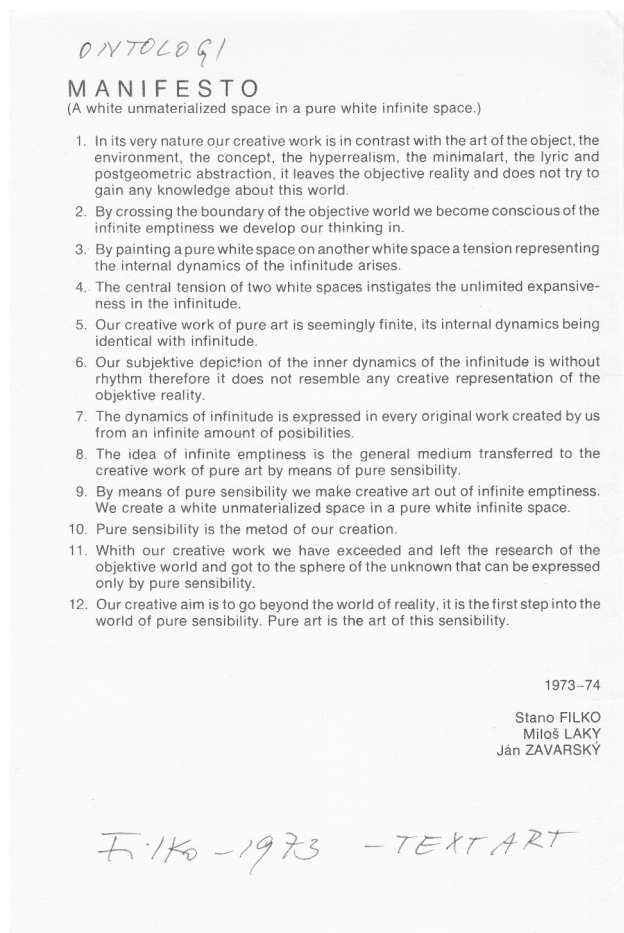 ONTOLOGI
MANIFESTO
(A white unmaterialized space in a pure white infinite space.)
1. In its very nature our creative work is in contrast with the art of the object, the
environment, the concept, the hyperrealism, the minimalart, the lyric and
postgeometric abstraction, it leaves the objective reality and does not try to
gain any knowledge about this world.
2. By crossing the boundary of the objective world we become conscious of the
infinite emptiness we develop our thinking in.
3. By painting a pure white space on another white space a tension representing
the internal dynamics of the infinitude arises.
4. The central tension of two white spaces instigates the unlimited expansive-
ness in the infinitude.
5. Our creative work of pure art is seemingly finite, its internal dynamics being
identical with infinitude.
6. Our subjektive depiction of the inner dynamics of the infinitude is without
rhythm therefore it does not resemble any creative representation of the
objektive reality.
7. The dynamics of infinitude is expressed in every original work created by us
from an infinite amount of posibilities.
8. The idea of infinite emptiness is the general medium transferred to the
creative work of pure art by means of pure sensibility.
9. By means of pure sensibility we make creative art out of infinite emptiness.
We create a white unmaterialized space in a pure white infinite space.
10. Pure sensibility is the metod of our creation.
11. Whith our creative work we have exceeded and left the research of the
objektive world and got to the sphere of the unknown that can be expressed
only by pure sensibility.
12. Our creative aim is to go beyond the world of reality, it is the first step into the
world of pure sensibility. Pure art is the art of this sensibility.
1973–74
Stano FILKO
Miloš LAKY
Ján ZAVARSKÝ
Filko – 1973 – TEXT ART